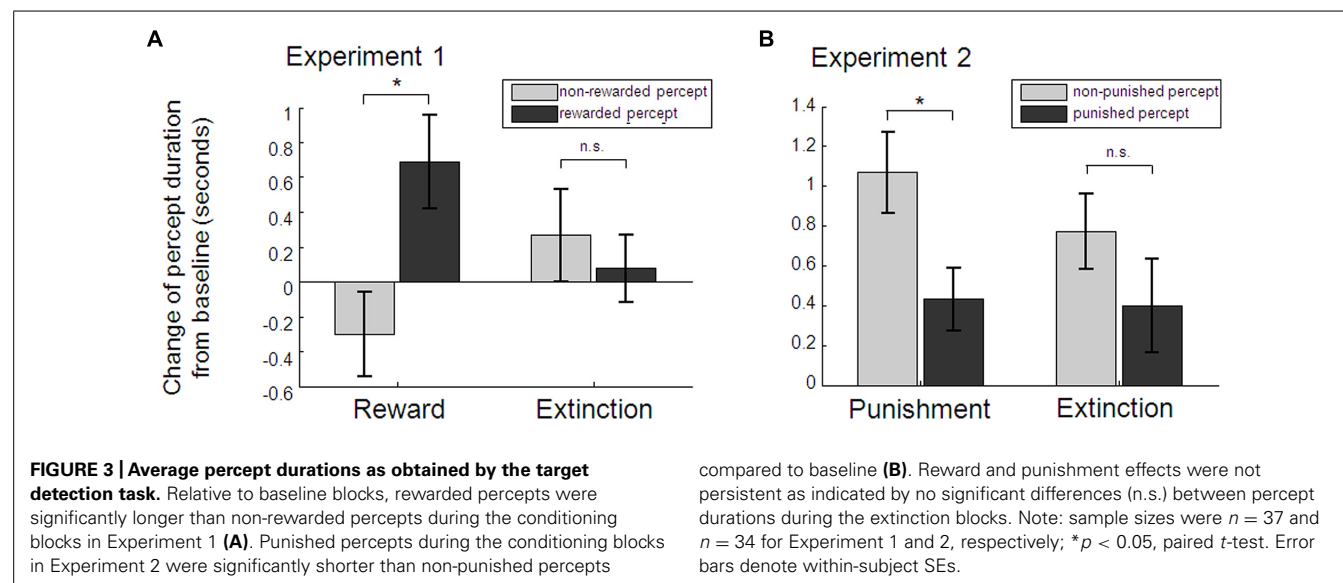 A
Experiment 1
*
non-rewarded percept
rewarded percept
n.s.
Change of percept duration
from baseline (seconds)
1
0.8
0.6
0.4
0.2
0
-0.2
-0.4
-0.6
Reward
Extinction
B
Experiment 2
*
non-punished percept
punished percept
n.s.
1.4
1.2
1
0.8
0.6
0.4
0.2
0
Punishment
Extinction
FIGURE 3 | Average percept durations as obtained by the target
detection task. Relative to baseline blocks, rewarded percepts were
significantly longer than non-rewarded percepts during the conditioning
blocks in Experiment 1 (A). Punished percepts during the conditioning blocks
in Experiment 2 were significantly shorter than non-punished percepts
compared to baseline (B). Reward and punishment effects were not
persistent as indicated by no significant differences (n.s.) between percept
durations during the extinction blocks. Note: sample sizes were n = 37 and
n = 34 for Experiment 1 and 2, respectively; *p < 0.05, paired t-test. Error
bars denote within-subject SEs.